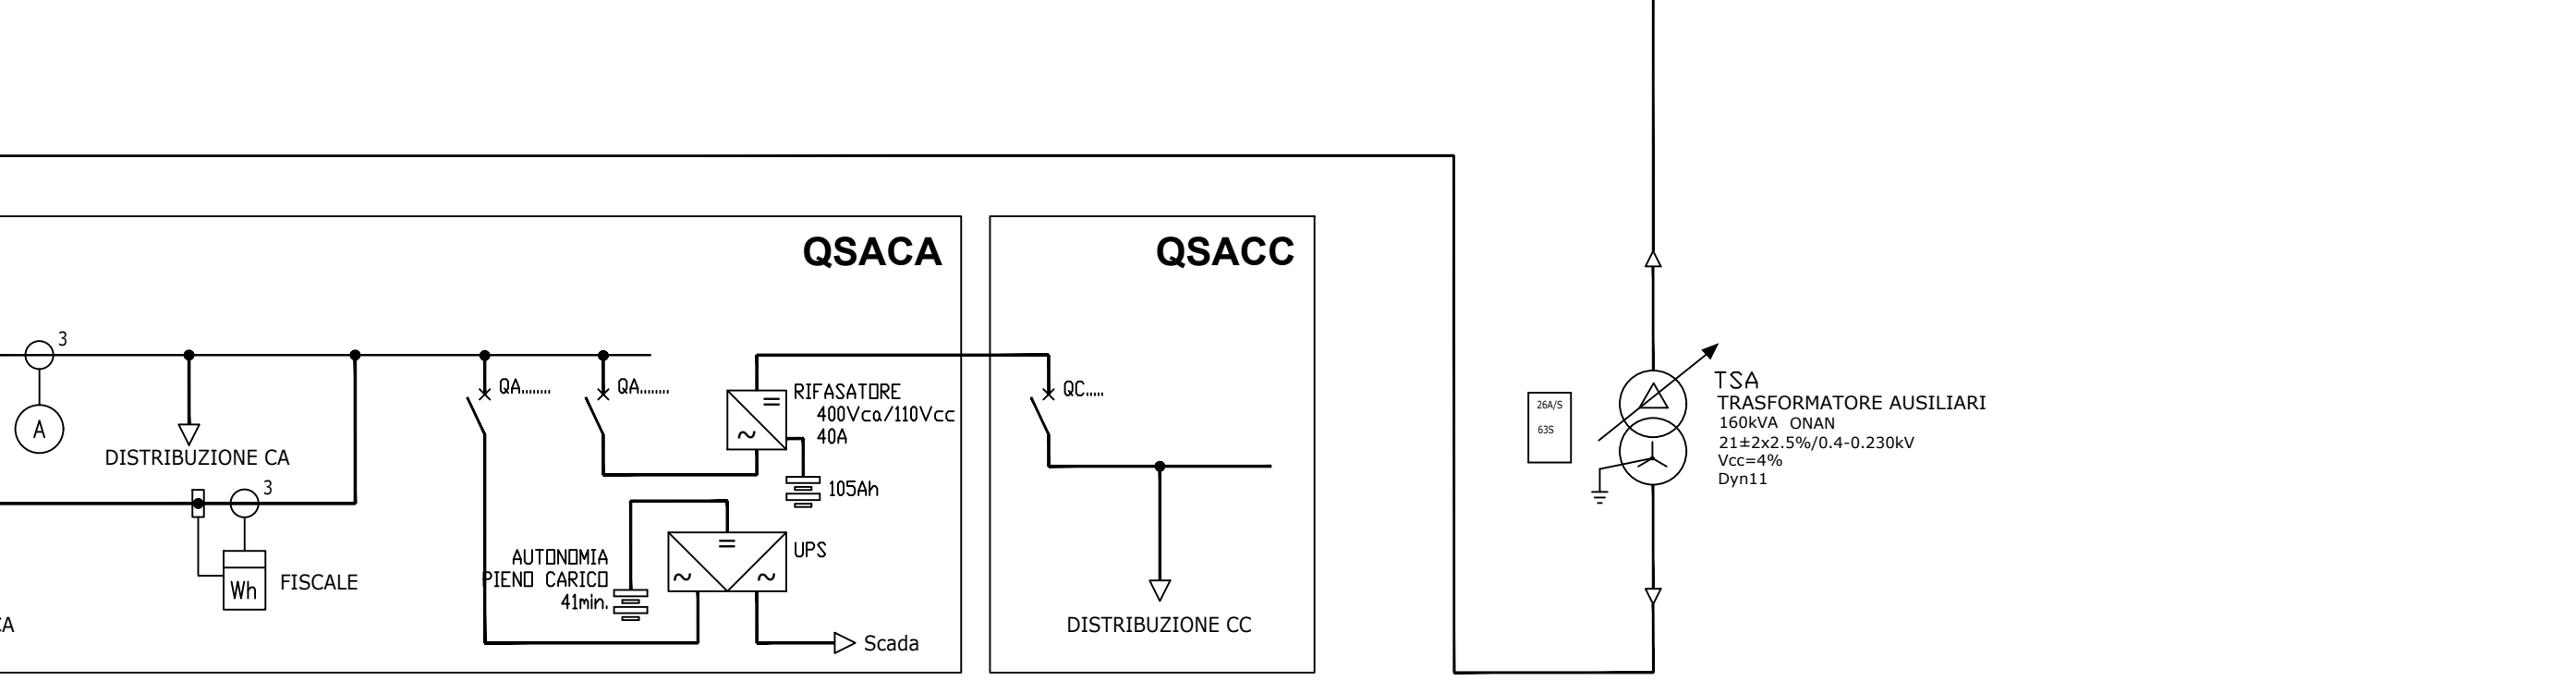 QSACA
QSACC
3
A
DISTRIBUZIONE CA
3
Wh
FISCALE
CA
QA........
QA........
RIFASATORE
400Vca/110Vcc
40A
105Ah
AUTONOMIA
PIENO CARICO
41min.
UPS
Scada
QC.....
DISTRIBUZIONE CC
26A/S
63S
TSA
TRASFORMATORE AUSILIARI
160kVA ONAN
21±2x2.5%/0.4-0.230kV
Vcc=4%
Dyn11